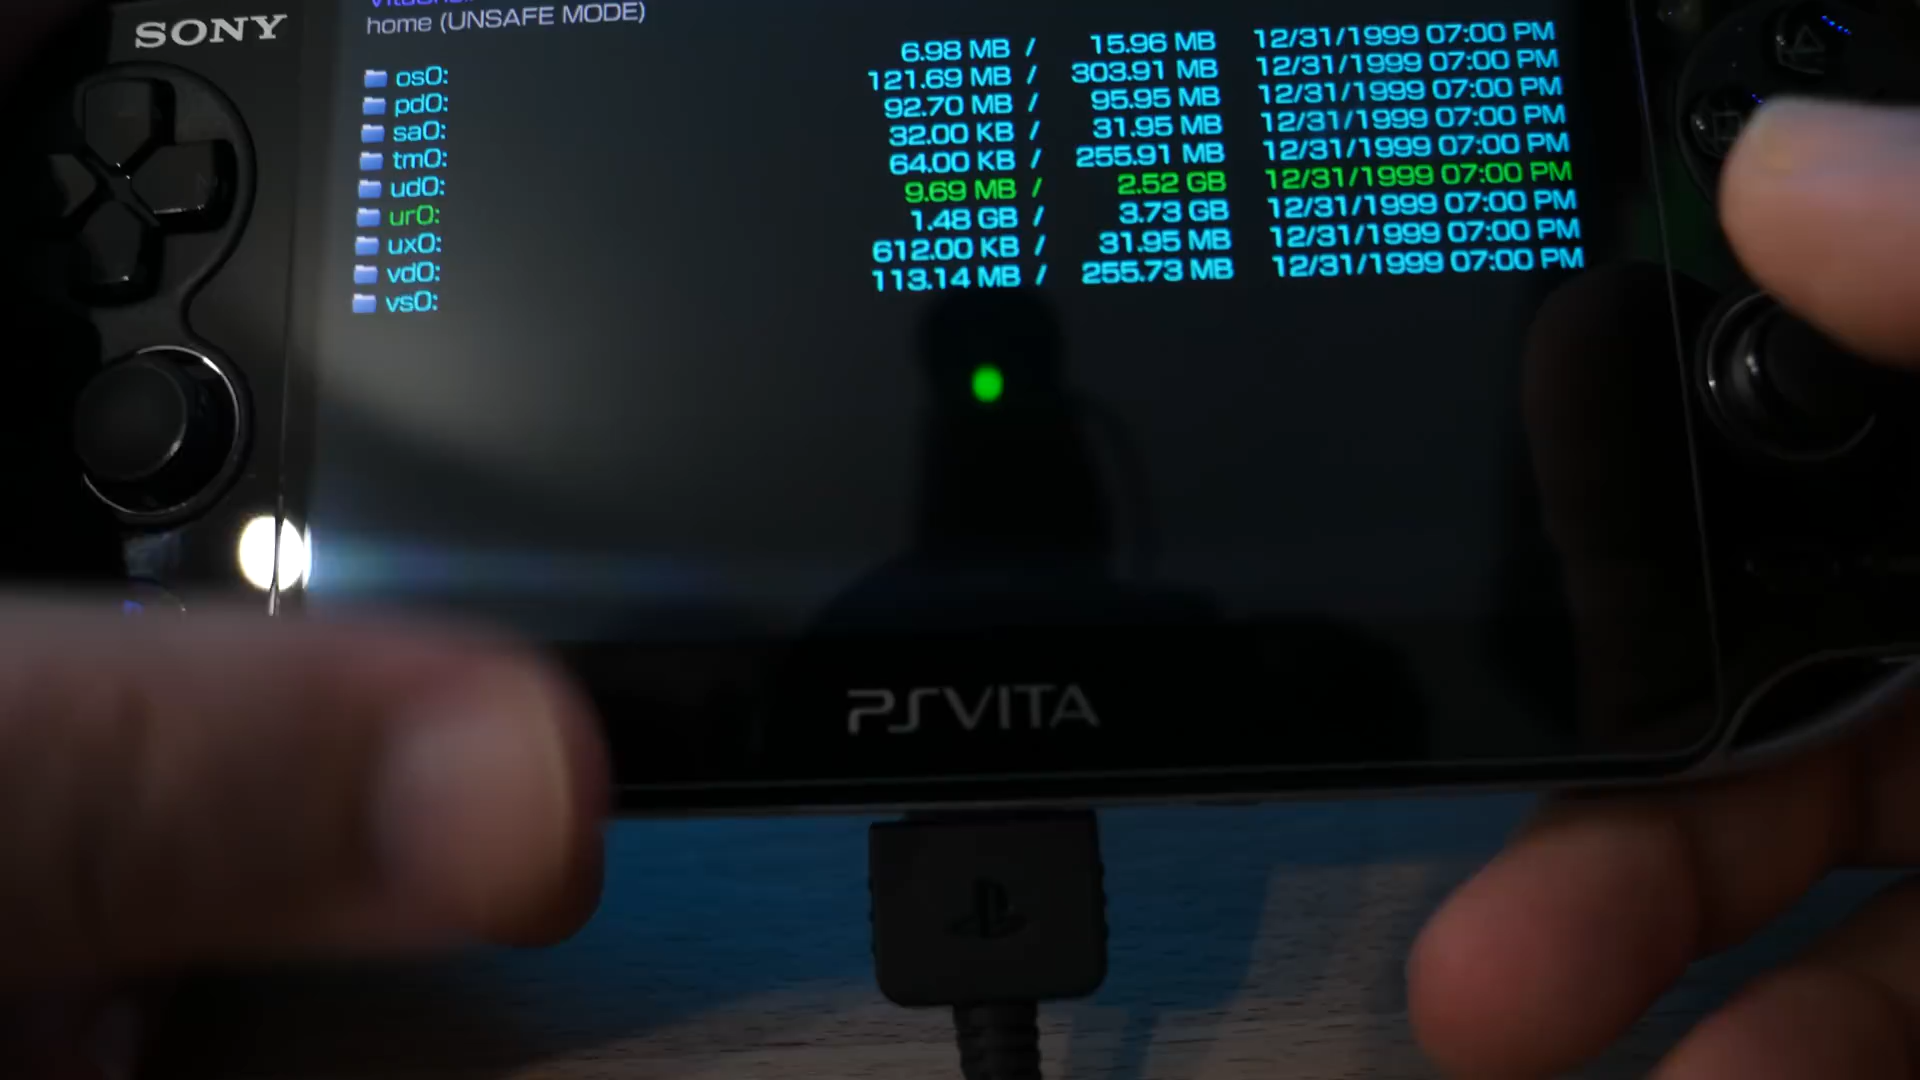 SONY
home (UNSAFE MODE)
os0: 6.98 MB / 15.96 MB 12/31/1999 07:00 PM
pd0: 121.69 MB / 303.91 MB 12/31/1999 07:00 PM
sa0: 92.70 MB / 95.95 MB 12/31/1999 07:00 PM
tm0: 32.00 KB / 31.95 MB 12/31/1999 07:00 PM
ud0: 64.00 KB / 255.91 MB 12/31/1999 07:00 PM
ur0: 9.69 MB / 2.52 GB 12/31/1999 07:00 PM
ux0: 1.48 GB / 3.73 GB 12/31/1999 07:00 PM
vd0: 612.00 KB / 31.95 MB 12/31/1999 07:00 PM
vs0: 113.14 MB / 255.73 MB 12/31/1999 07:00 PM
PSVITA